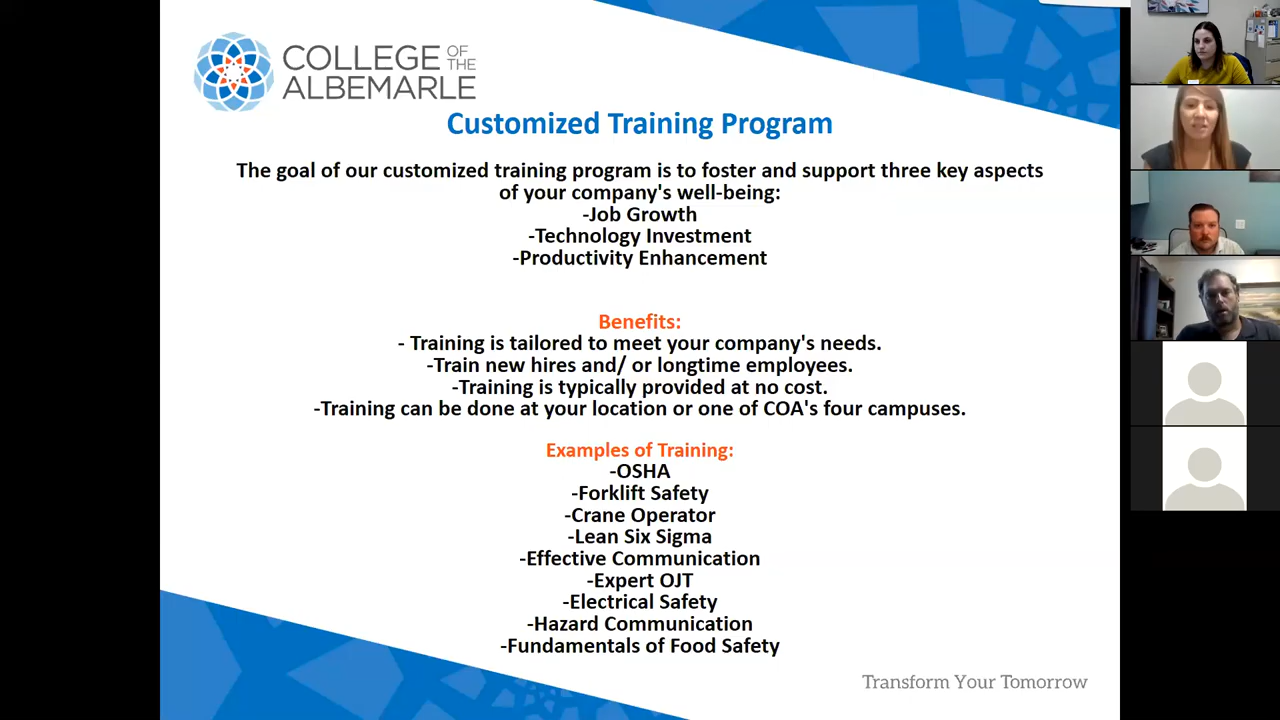 COLLEGE OF THE
ALBEMARLE
Customized Training Program
The goal of our customized training program is to foster and support three key aspects
of your company's well-being:
-Job Growth
-Technology Investment
-Productivity Enhancement
Benefits:
- Training is tailored to meet your company's needs.
-Train new hires and/ or longtime employees.
-Training is typically provided at no cost.
-Training can be done at your location or one of COA's four campuses.
Examples of Training:
-OSHA
-Forklift Safety
-Crane Operator
-Lean Six Sigma
-Effective Communication
-Expert OJT
-Electrical Safety
-Hazard Communication
-Fundamentals of Food Safety
Transform Your Tomorrow